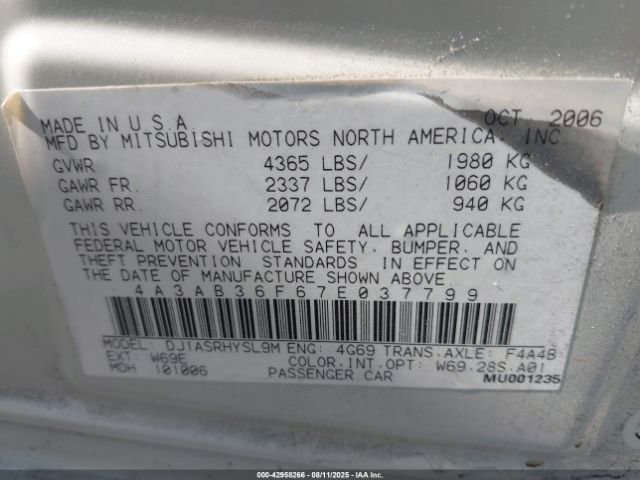 OCT 2006
MADE IN U.S.A.
MFD BY MITSUBISHI MOTORS NORTH AMERICA, INC.
GVWR 4365 LBS/ 1980 KG
GAWR FR. 2337 LBS/ 1060 KG
GAWR RR. 2072 LBS/ 940 KG
THIS VEHICLE CONFORMS TO ALL APPLICABLE
FEDERAL MOTOR VEHICLE SAFETY, BUMPER, AND
THEFT PREVENTION STANDARDS IN EFFECT ON
THE DATE OF MANUFACTURE SHOWN ABOVE.
4A3AB36F67E037799
MODEL: DJ1ASRHYSL9M ENG: 4G69 TRANS.AXLE: F4A4B
EXT: W69E COLOR.INT.OPT: W69.28S.A01
MDH 101006 PASSENGER CAR MU001235
000-42958266 - 08/11/2025 - IAA Inc.